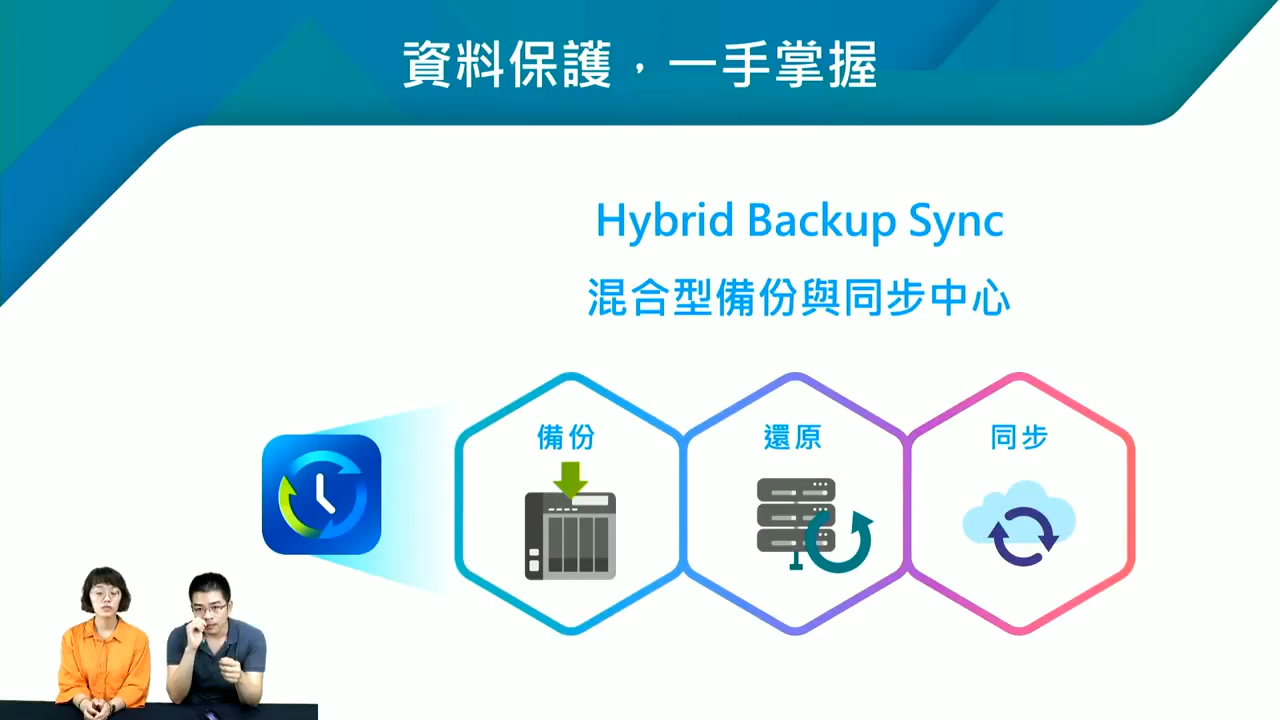 資料保護，一手掌握
Hybrid Backup Sync
混合型備份與同步中心
備份
還原
同步